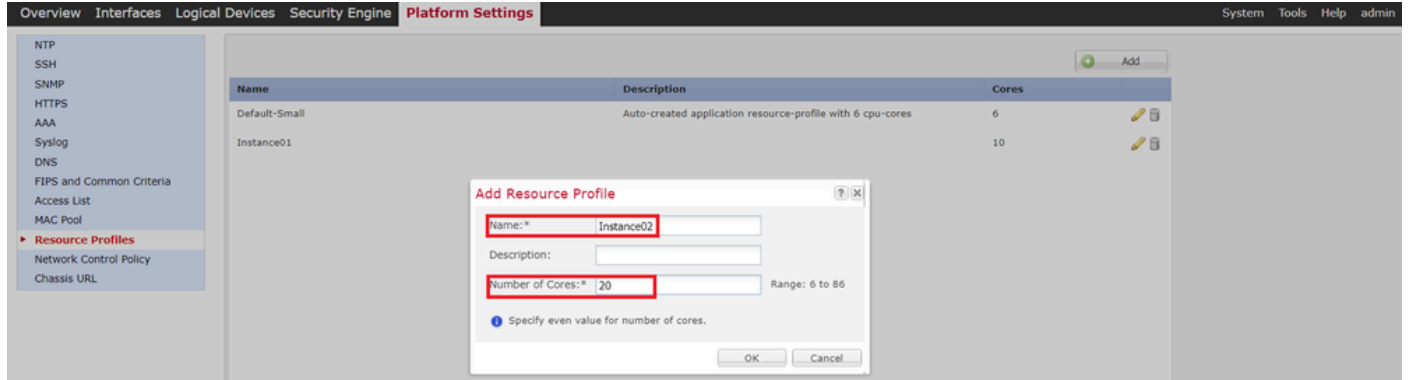 Overview Interfaces Logical Devices Security Engine Platform Settings System Tools Help admin
NTP
SSH
SNMP
HTTPS
AAA
Syslog
DNS
FIPS and Common Criteria
Access List
MAC Pool
Resource Profiles
Network Control Policy
Chassis URL
Add
Name Description Cores
Default-Small Auto-created application resource-profile with 6 cpu-cores 6
Instance01 10
Add Resource Profile ? X
Name:* Instance02
Description:
Number of Cores:* 20 Range: 6 to 86
Specify even value for number of cores.
OK Cancel